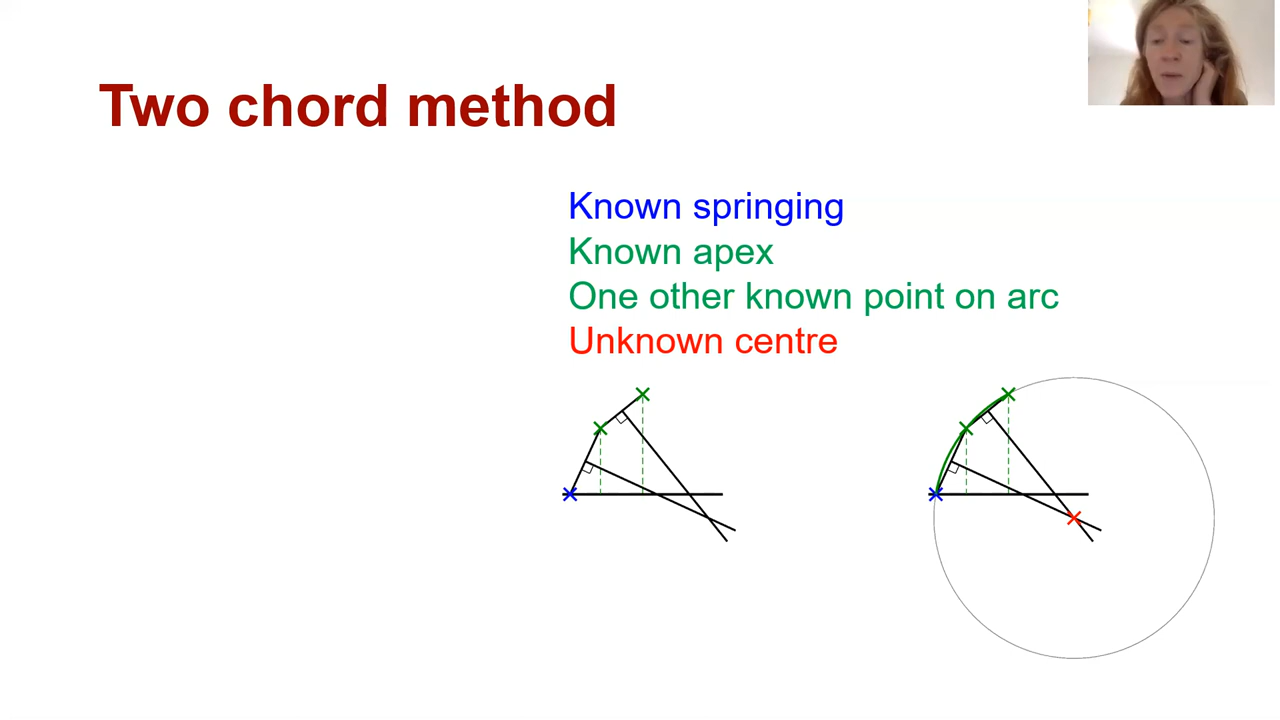 Two chord method
Known springing
Known apex
One other known point on arc
Unknown centre